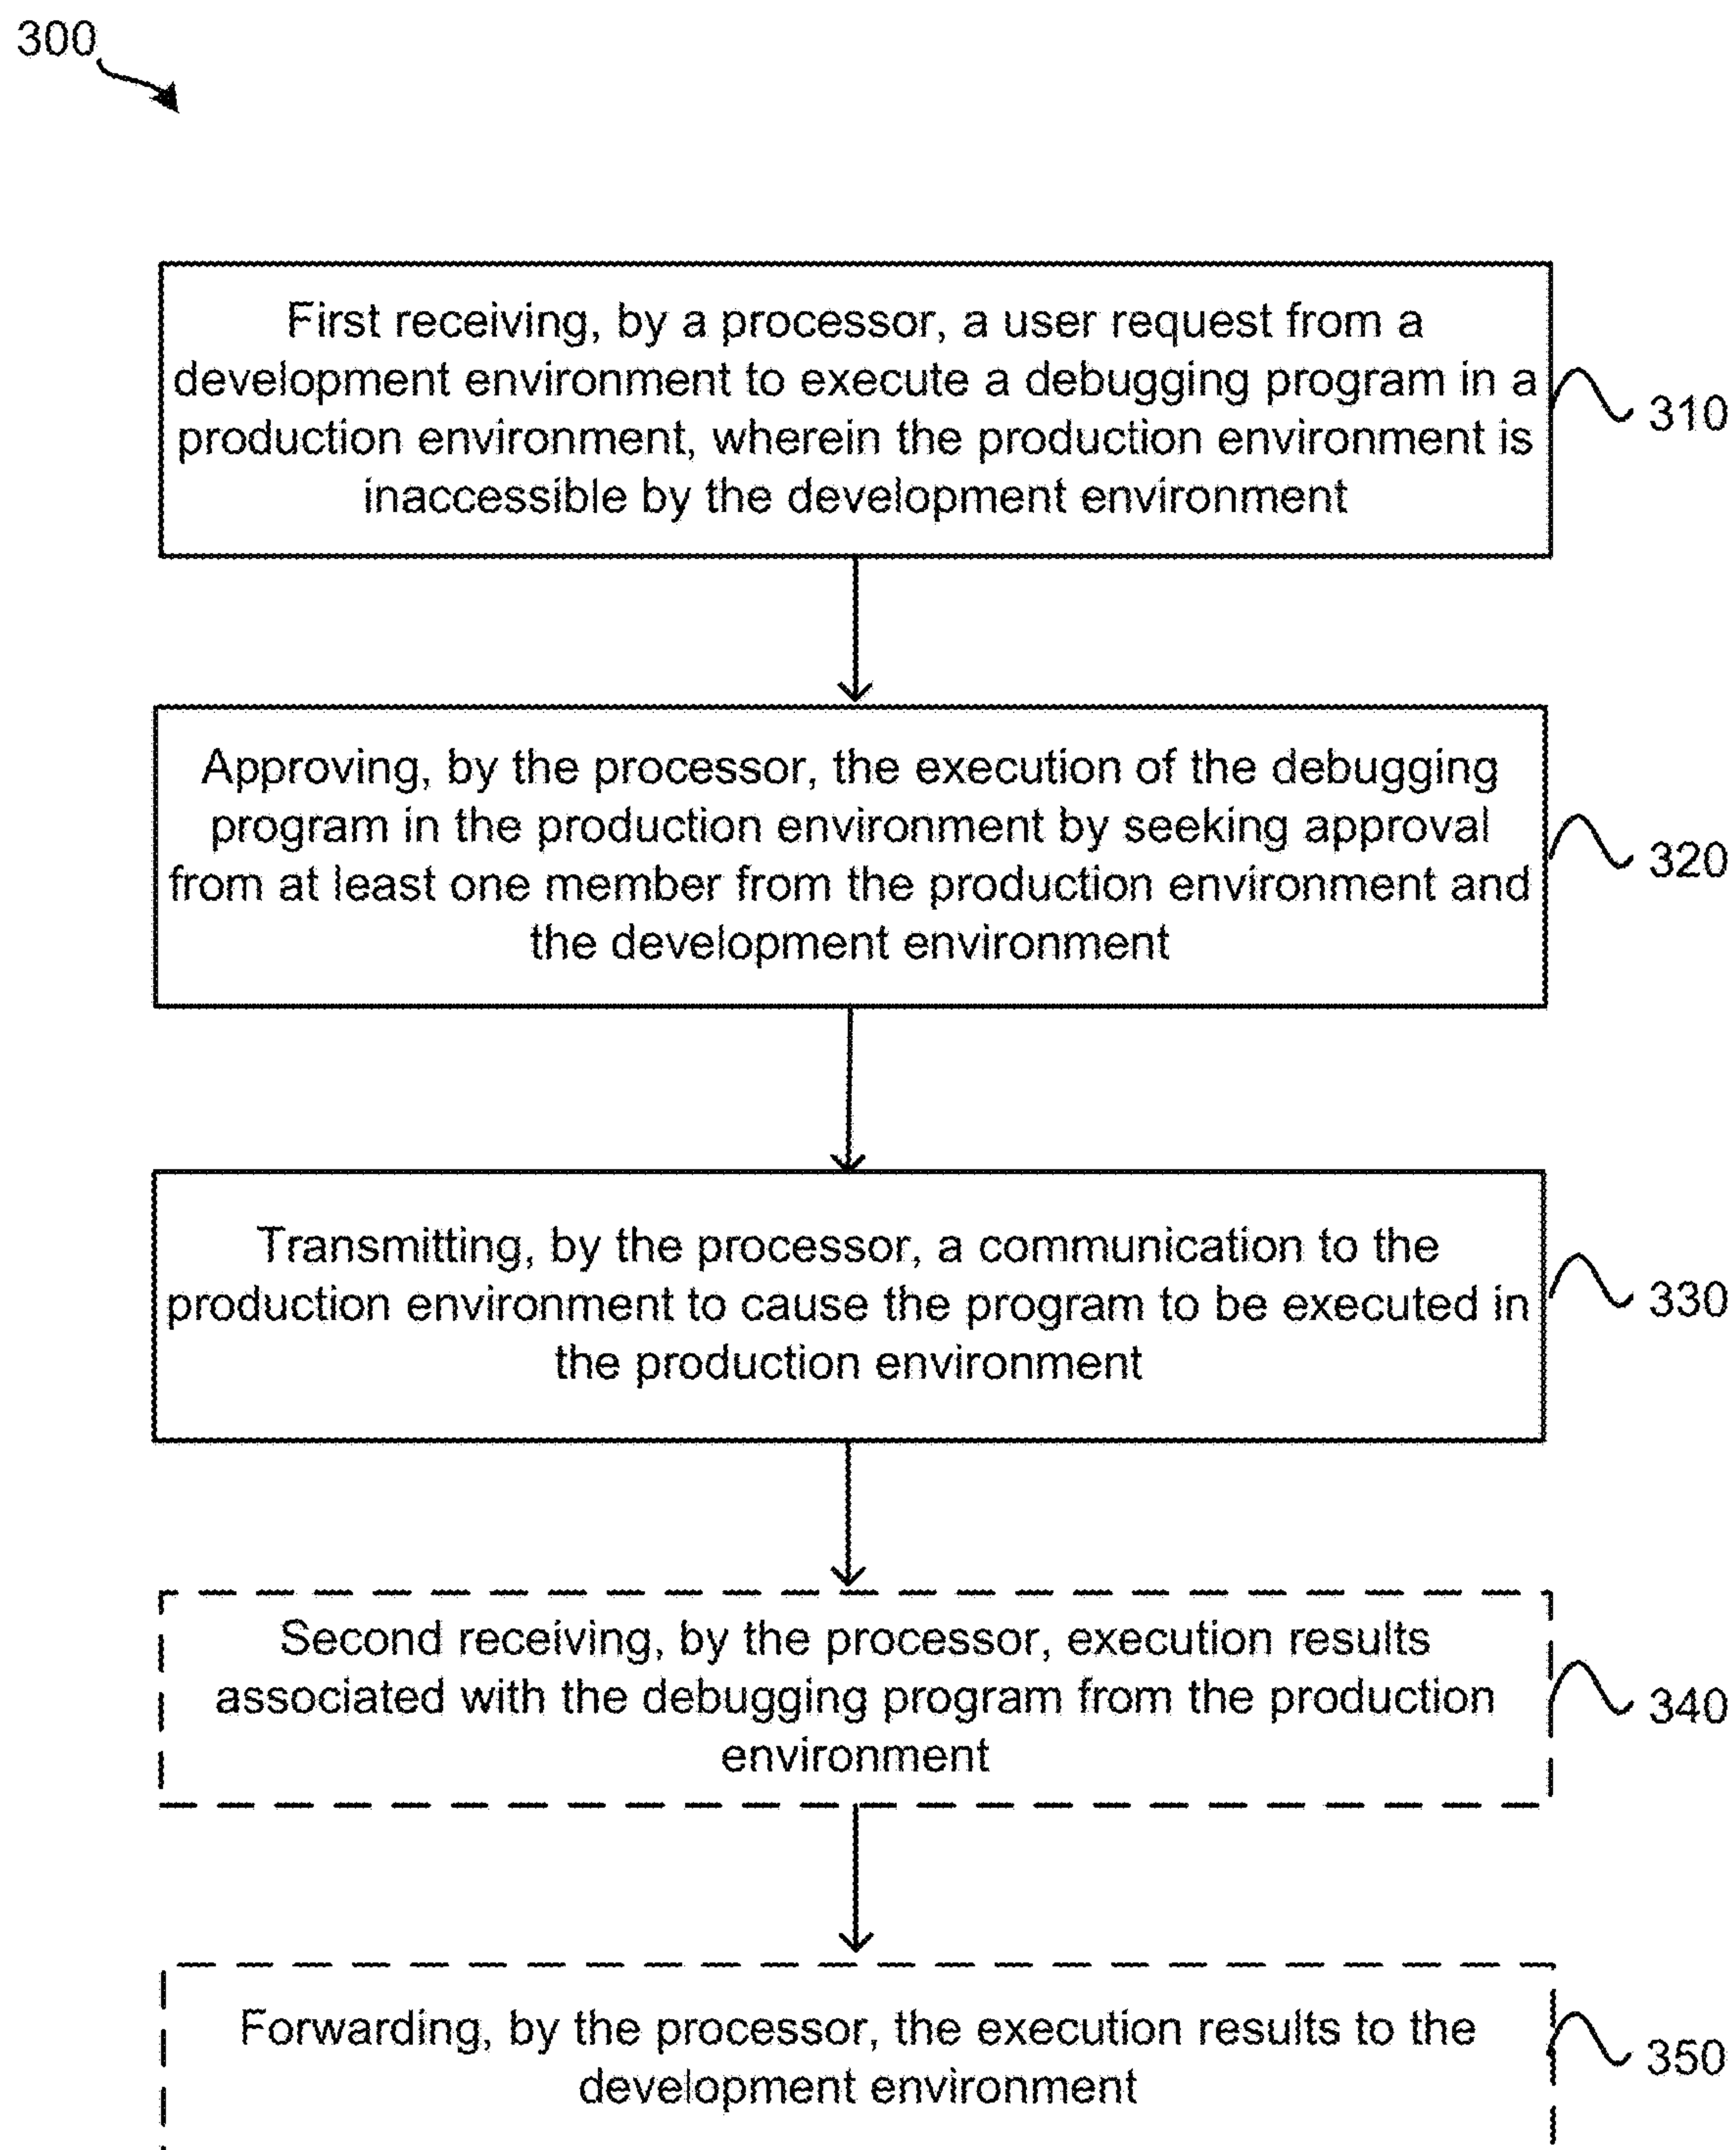 300
First receiving, by a processor, a user request from a
development environment to execute a debugging program in a
production environment, wherein the production environment is
inaccessible by the development environment
310
Approving, by the processor, the execution of the debugging
program in the production environment by seeking approval
from at least one member from the production environment and
the development environment
320
Transmitting, by the processor, a communication to the
production environment to cause the program to be executed in
the production environment
330
Second receiving, by the processor, execution results
associated with the debugging program from the production
environment
340
Forwarding, by the processor, the execution results to the
development environment
350